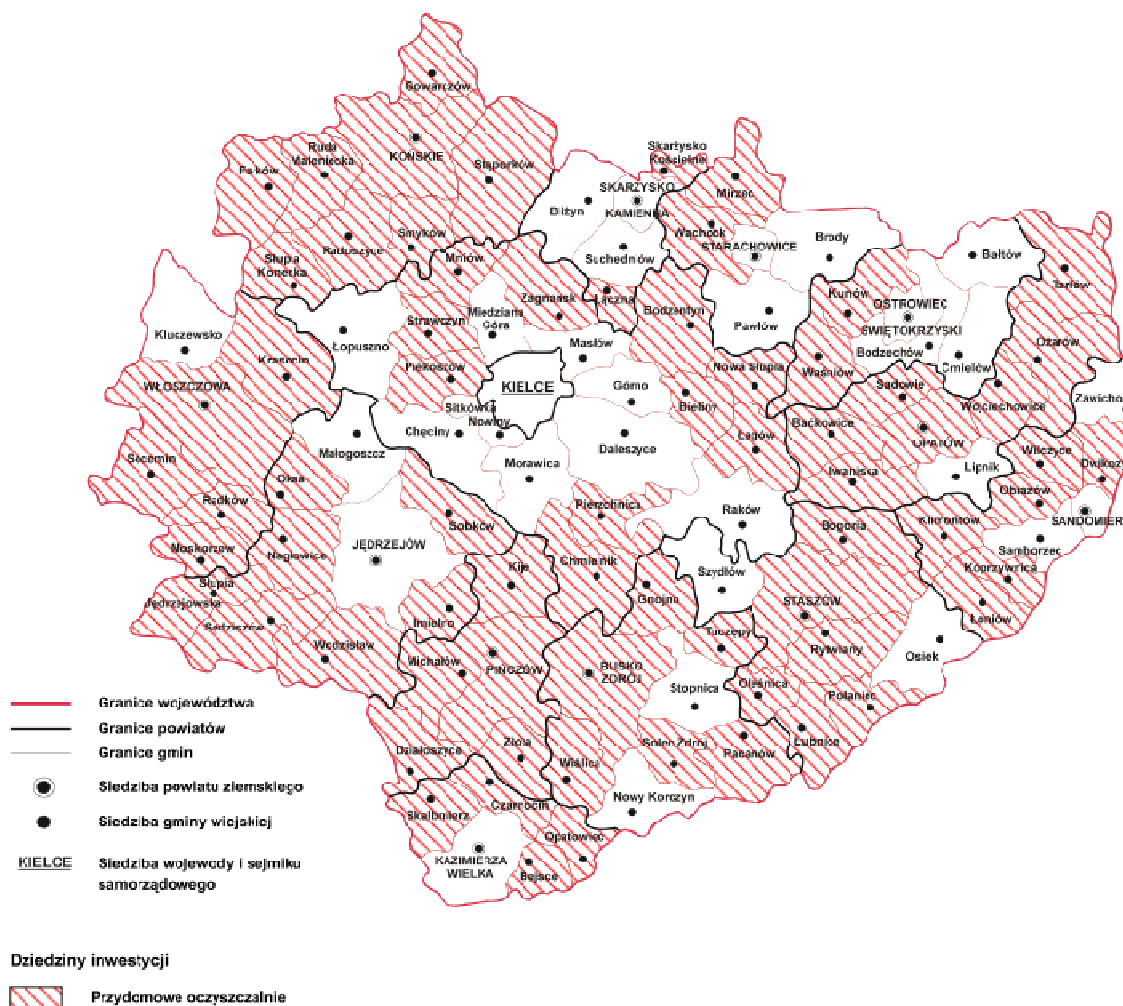 Gowarczów
KOŃSKIE
Ruda
Maleniecka
Stąporków
Radoszyce
Smyków
Słupia
Konecka
Skarżysko
Kościelne
SKARŻYSKO
KAMIENNA
Bliżyn
Suchedniów
Łączna
Mirzec
Wąchock
STARACHOWICE
Brody
Pawłów
Bałtów
Tarłów
Kunów
OSTROWIEC
ŚWIĘTOKRZYSKI
Bodzechów
Ćmielów
Ożarów
Waśniów
Sadowie
Wojciechowice
Zawicho
Mniów
Zagnańsk
Bodzentyn
Miedziana
Góra
Strawczyn
Łopuszno
Masłów
Piekoszów
KIELCE
Górno
Bieliny
Nowa Słupia
Łagów
Sitkówka
Nowiny
Chęciny
Daleszyce
Morawica
Kluczewsko
Krasocin
WŁOSZCZOWA
Secemin
Radków
Moskorzew
Małogoszcz
Oksa
Sobków
Nagłowice
JĘDRZEJÓW
Słupia
Jędrzejowska
Sędziszów
Wodzisław
Imielno
Baćkowice
OPATÓW
Iwaniska
Lipnik
Wilczyce
Dwikozy
Obrazów
SANDOMIER
Samborzec
Klimontów
Koprzywnica
Łoniów
Pierzchnica
Raków
Bogoria
Chmielnik
Szydłów
Gnojno
Kije
STASZÓW
Rytwiany
Osiek
Połaniec
Tuczępy
Oleśnica
Łubnice
Michałów
PIŃCZÓW
BUSKO
ZDRÓJ
Stopnica
Działoszyce
Złota
Wiślica
Solec Zdrój
Pacanów
Nowy Korczyn
Skalbmierz
Czarnocin
Opatowiec
KAZIMIERZA
WIELKA
Bejsce
Granice województwa
Granice powiatów
Granice gmin
Siedziba powiatu ziemskiego
Siedziba gminy wiejskiej
KIELCE Siedziba wojewody i sejmiku
samorządowego
Dziedziny inwestycji
Przydomowe oczyszczalnie